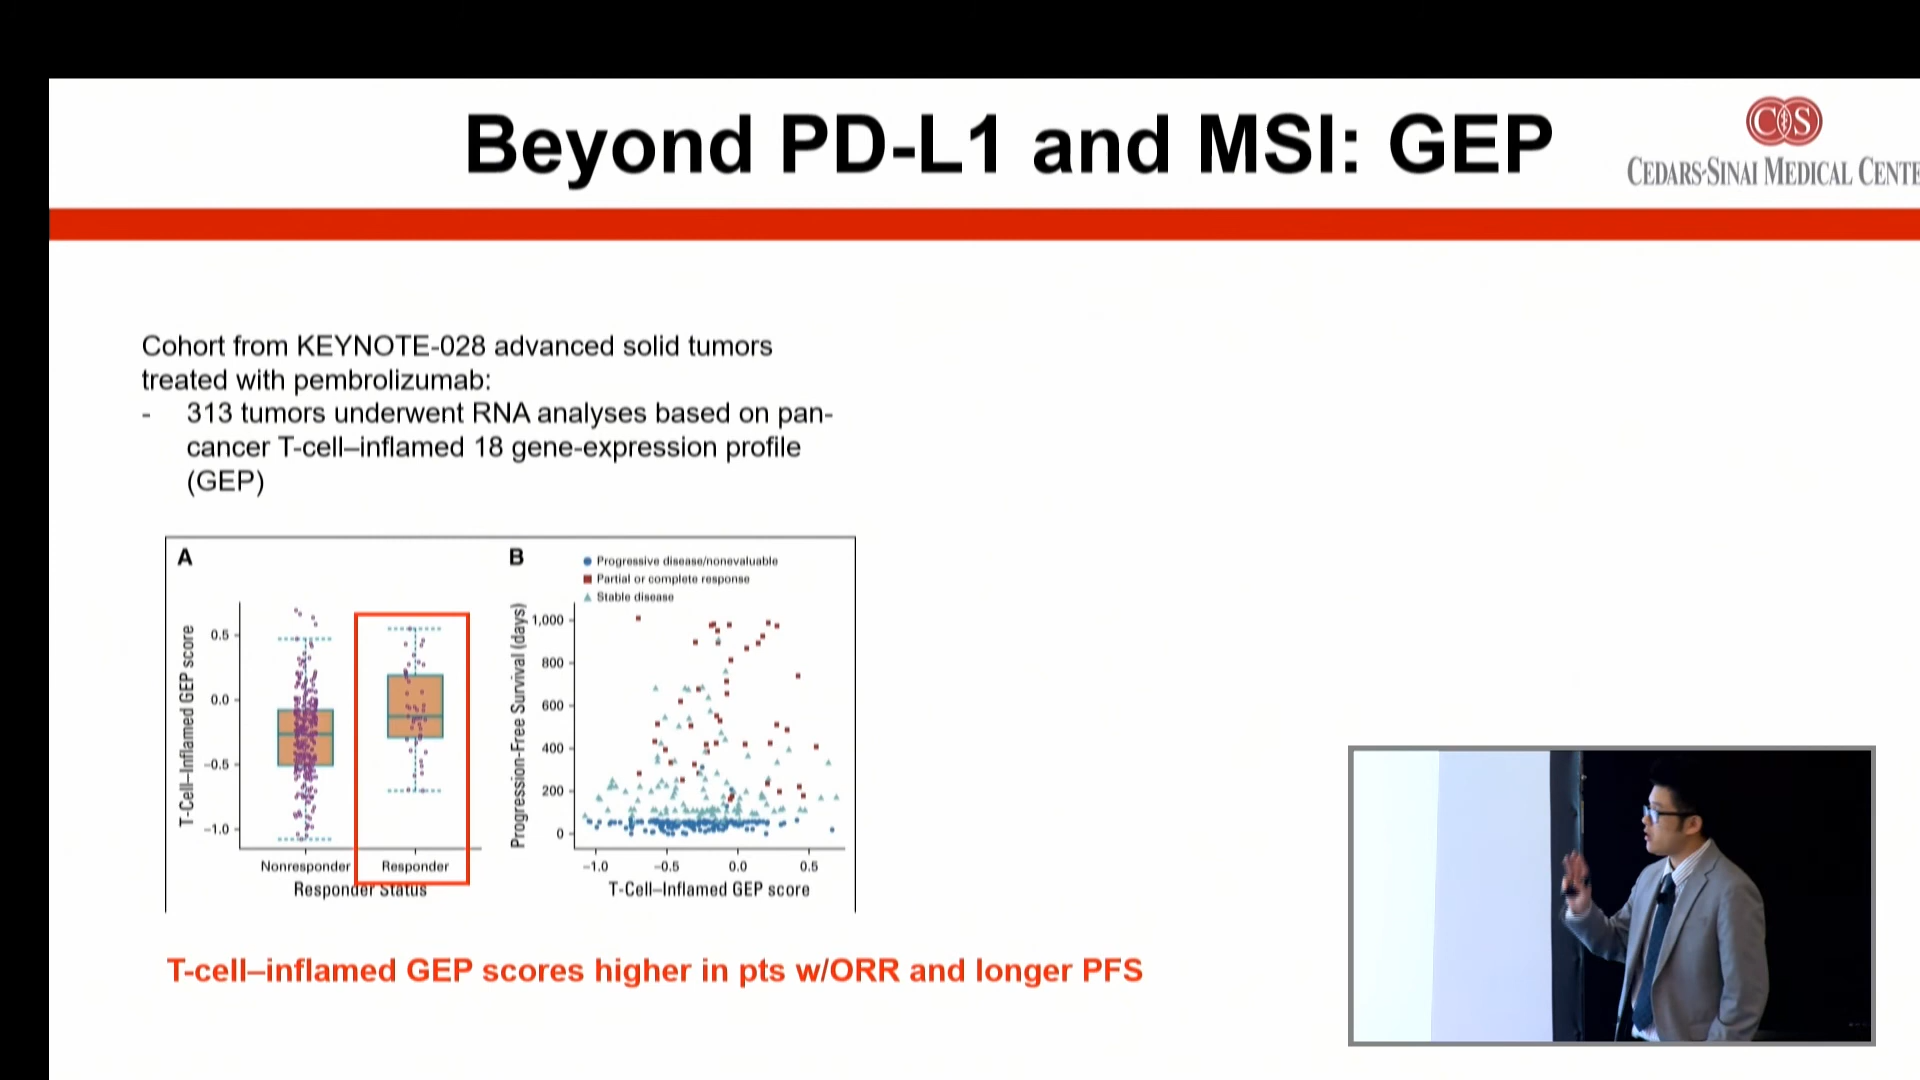 Beyond PD-L1 and MSI: GEP
CS
CEDARS-SINAI MEDICAL CENTE
Cohort from KEYNOTE-028 advanced solid tumors
treated with pembrolizumab:
- 313 tumors underwent RNA analyses based on pan-
cancer T-cell–inflamed 18 gene-expression profile
(GEP)
A
T-Cell–Inflamed GEP score
0.5
0.0
−0.5
−1.0
Nonresponder Responder
Responder Status
B
Progressive disease/nonevaluable
Partial or complete response
Stable disease
Progression-Free Survival (days)
1,000
800
600
400
200
0
−1.0 −0.5 0.0 0.5
T-Cell–Inflamed GEP score
T-cell–inflamed GEP scores higher in pts w/ORR and longer PFS